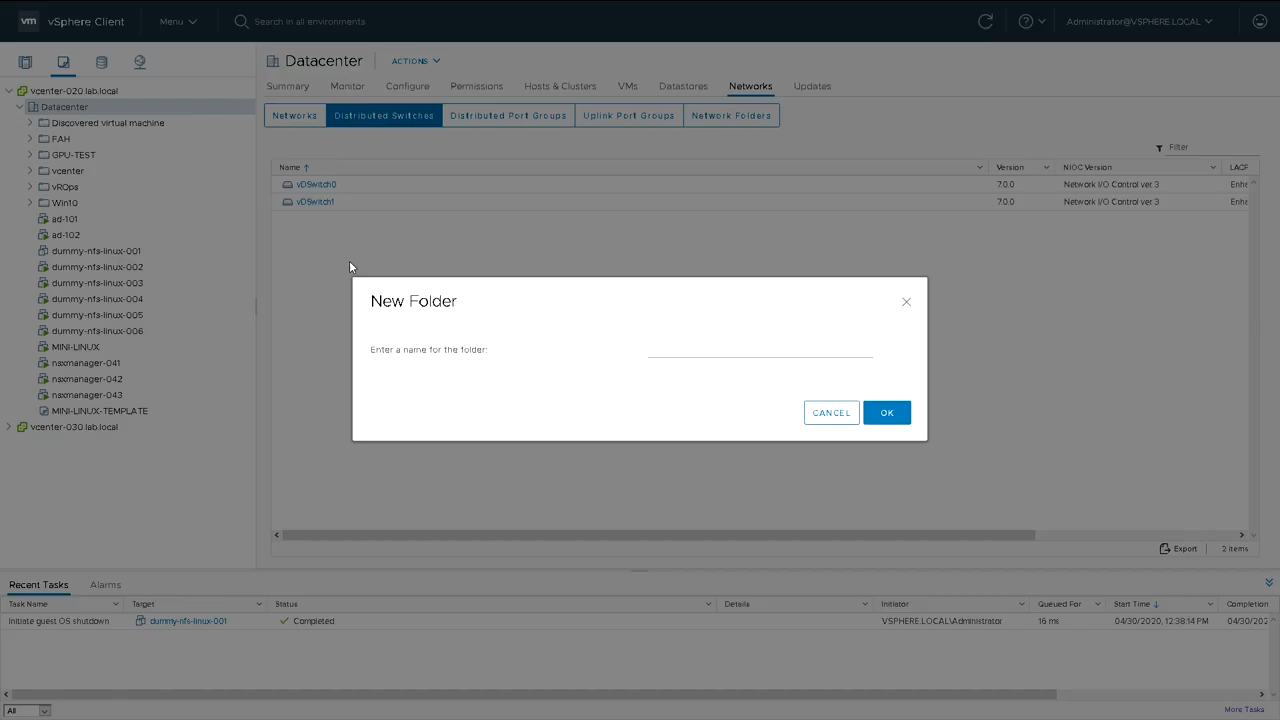 vm vSphere Client Menu Search in all environments Administrator@VSPHERE.LOCAL
Datacenter ACTIONS
Summary Monitor Configure Permissions Hosts & Clusters VMs Datastores Networks Updates
Networks Distributed Switches Distributed Port Groups Uplink Port Groups Network Folders
vcenter-020.lab.local
Datacenter
Discovered virtual machine
FAH
GPU-TEST
vcenter
vROps
Win10
ad-101
ad-102
dummy-nfs-linux-001
dummy-nfs-linux-002
dummy-nfs-linux-003
dummy-nfs-linux-004
dummy-nfs-linux-005
dummy-nfs-linux-006
MINI-LINUX
nsxmanager-041
nsxmanager-042
nsxmanager-043
MINI-LINUX-TEMPLATE
vcenter-030.lab.local
Filter
Name Version NIOC Version LACP
vDSwitch0 7.0.0 Network I/O Control ver 3 Enhe
vDSwitch1 7.0.0 Network I/O Control ver 3 Enhe
New Folder
Enter a name for the folder:
CANCEL OK
Export 2 items
Recent Tasks Alarms
Task Name Target Status Details Initiator Queued For Start Time Completion
Initiate guest OS shutdown dummy-nfs-linux-001 Completed VSPHERE.LOCAL\Administrator 16 ms 04/30/2020, 12:38:14 PM 04/30/202
All More Tasks